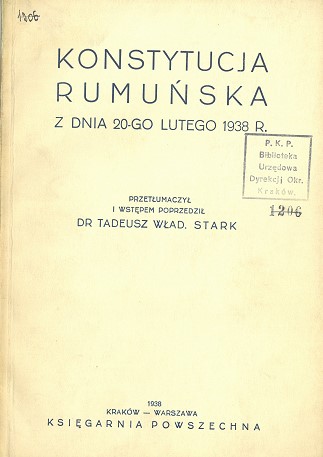 1206
KONSTYTUCJA
RUMUŃSKA
Z DNIA 20-GO LUTEGO 1938 R.
P. K. P.
Biblioteka
Urzędowa
Dyrekcji Okr.
Kraków.
1206
PRZETŁUMACZYŁ
I WSTĘPEM POPRZEDZIŁ
DR TADEUSZ WŁAD. STARK
1938
KRAKÓW — WARSZAWA
KSIĘGARNIA POWSZECHNA